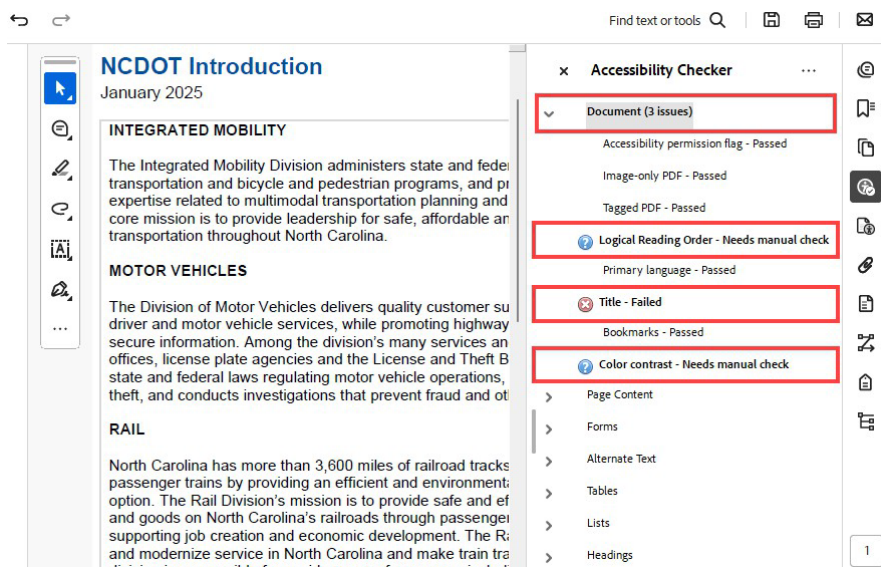 Find text or tools
NCDOT Introduction
January 2025
INTEGRATED MOBILITY
The Integrated Mobility Division administers state and feder
transportation and bicycle and pedestrian programs, and pr
expertise related to multimodal transportation planning and
core mission is to provide leadership for safe, affordable an
transportation throughout North Carolina.
MOTOR VEHICLES
The Division of Motor Vehicles delivers quality customer su
driver and motor vehicle services, while promoting highway
secure information. Among the division's many services an
offices, license plate agencies and the License and Theft B
state and federal laws regulating motor vehicle operations,
theft, and conducts investigations that prevent fraud and ot
RAIL
North Carolina has more than 3,600 miles of railroad tracks
passenger trains by providing an efficient and environmenta
option. The Rail Division's mission is to provide safe and ef
and goods on North Carolina's railroads through passenger
supporting job creation and economic development. The Ra
and modernize service in North Carolina and make train tra
Accessibility Checker
Document (3 issues)
Accessibility permission flag - Passed
Image-only PDF - Passed
Tagged PDF - Passed
Logical Reading Order - Needs manual check
Primary language - Passed
Title - Failed
Bookmarks - Passed
Color contrast - Needs manual check
Page Content
Forms
Alternate Text
Tables
Lists
Headings
1